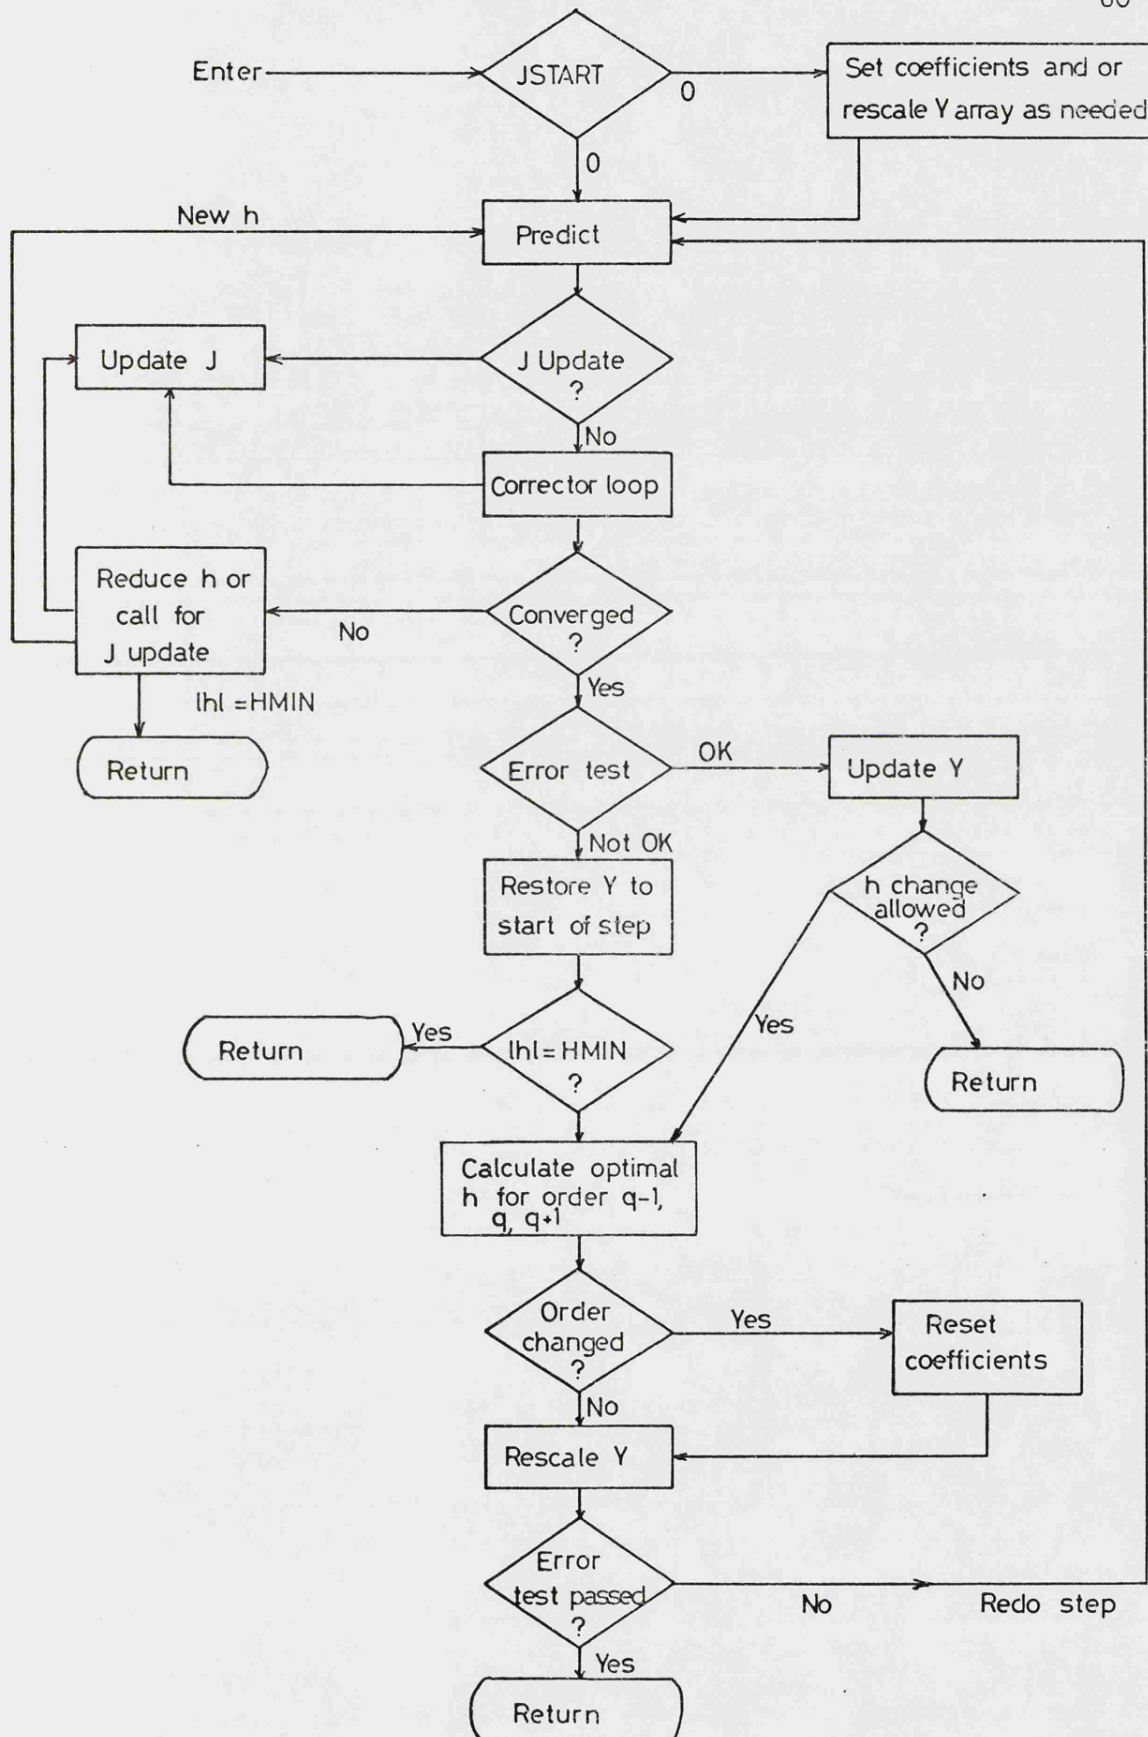 60
Enter
JSTART
0
Set coefficients and or
rescale Y array as needed
0
New h
Predict
Update J
J Update
?
No
Corrector loop
Reduce h or
call for
J update
No
Converged
?
Yes
|h| = HMIN
Return
Error test
OK
Update Y
Not OK
Restore Y to
start of step
h change
allowed
?
No
Yes
Return
Yes
|h| = HMIN
?
Return
Calculate optimal
h for order q-1,
q, q+1
Order
changed
?
Yes
Reset
coefficients
No
Rescale Y
Error
test passed
?
No
Redo step
Yes
Return